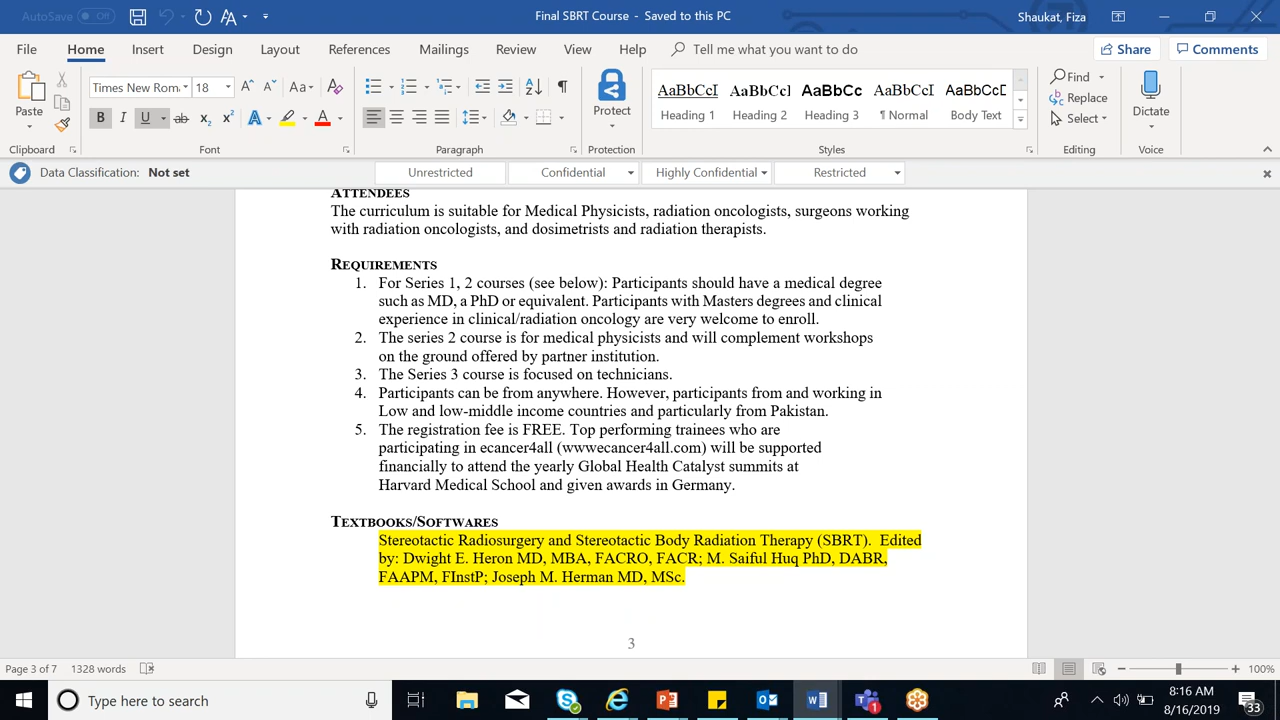 AutoSave Off
Final SBRT Course - Saved to this PC
Shaukat, Fiza
File Home Insert Design Layout References Mailings Review View Help Tell me what you want to do Share Comments
Paste
Times New Roma 18
Protect
AaBbCcI AaBbCcI AaBbCc AaBbCcI AaBbCcD
Heading 1 Heading 2 Heading 3 ¶ Normal Body Text
Find
Replace
Select
Dictate
Clipboard Font Paragraph Protection Styles Editing Voice
Data Classification: Not set Unrestricted Confidential Highly Confidential Restricted
ATTENDEES
The curriculum is suitable for Medical Physicists, radiation oncologists, surgeons working
with radiation oncologists, and dosimetrists and radiation therapists.
REQUIREMENTS
1. For Series 1, 2 courses (see below): Participants should have a medical degree
such as MD, a PhD or equivalent. Participants with Masters degrees and clinical
experience in clinical/radiation oncology are very welcome to enroll.
2. The series 2 course is for medical physicists and will complement workshops
on the ground offered by partner institution.
3. The Series 3 course is focused on technicians.
4. Participants can be from anywhere. However, participants from and working in
Low and low-middle income countries and particularly from Pakistan.
5. The registration fee is FREE. Top performing trainees who are
participating in ecancer4all (wwwecancer4all.com) will be supported
financially to attend the yearly Global Health Catalyst summits at
Harvard Medical School and given awards in Germany.
TEXTBOOKS/SOFTWARES
Stereotactic Radiosurgery and Stereotactic Body Radiation Therapy (SBRT). Edited
by: Dwight E. Heron MD, MBA, FACRO, FACR; M. Saiful Huq PhD, DABR,
FAAPM, FInstP; Joseph M. Herman MD, MSc.
3
Page 3 of 7 1328 words 100%
Type here to search
8:16 AM
8/16/2019
33